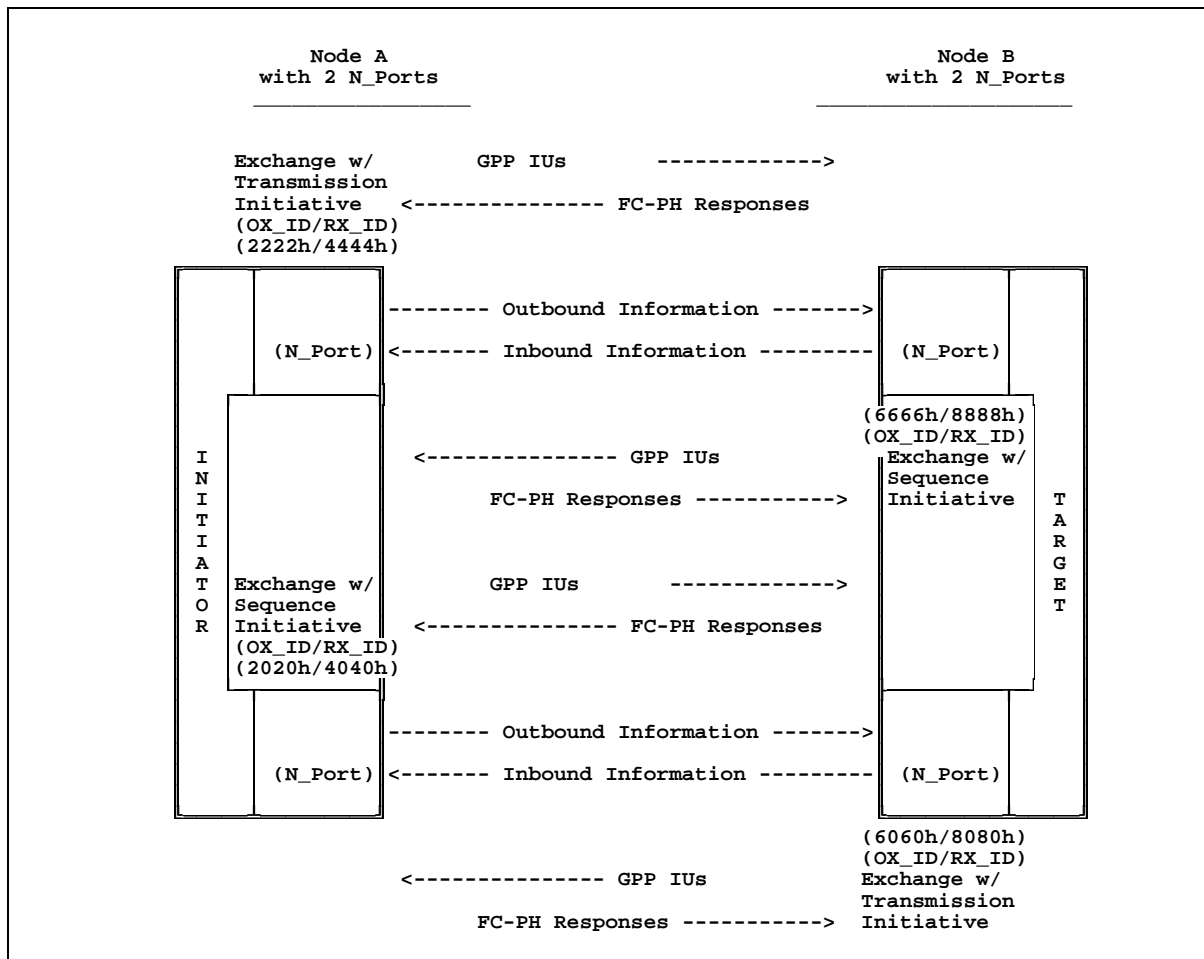 Node A Node B
with 2 N_Ports with 2 N_Ports
_________________ ____________________
Exchange w/ GPP IUs ------------->
Transmission
Initiative <--------------- FC-PH Responses
(OX_ID/RX_ID)
(2222h/4444h)
-------- Outbound Information ------->
(N_Port) <------- Inbound Information --------- (N_Port)
(6666h/8888h)
(OX_ID/RX_ID)
I <--------------- GPP IUs Exchange w/
N Sequence
I FC-PH Responses -----------> Initiative T
T A
I R
A G
T Exchange w/ GPP IUs -------------> E
O Sequence T
R Initiative <--------------- FC-PH Responses
(OX_ID/RX_ID)
(2020h/4040h)
-------- Outbound Information ------->
(N_Port) <------- Inbound Information --------- (N_Port)
(6060h/8080h)
(OX_ID/RX_ID)
<--------------- GPP IUs Exchange w/
Transmission
FC-PH Responses -----------> Initiative